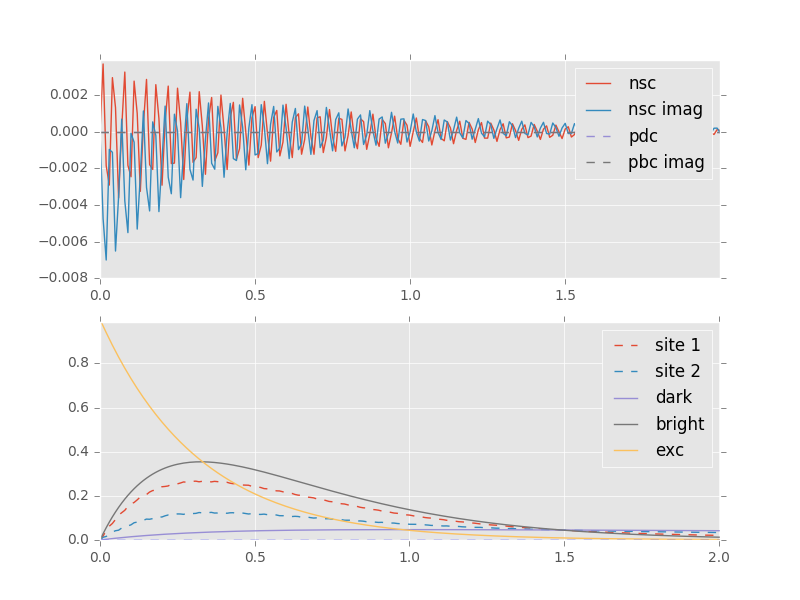 0.002
0.000
−0.002
−0.004
−0.006
−0.008
0.0 0.5 1.0 1.5
nsc
nsc imag
pdc
pbc imag
0.8
0.6
0.4
0.2
0.0
0.0 0.5 1.0 1.5 2.0
site 1
site 2
dark
bright
exc